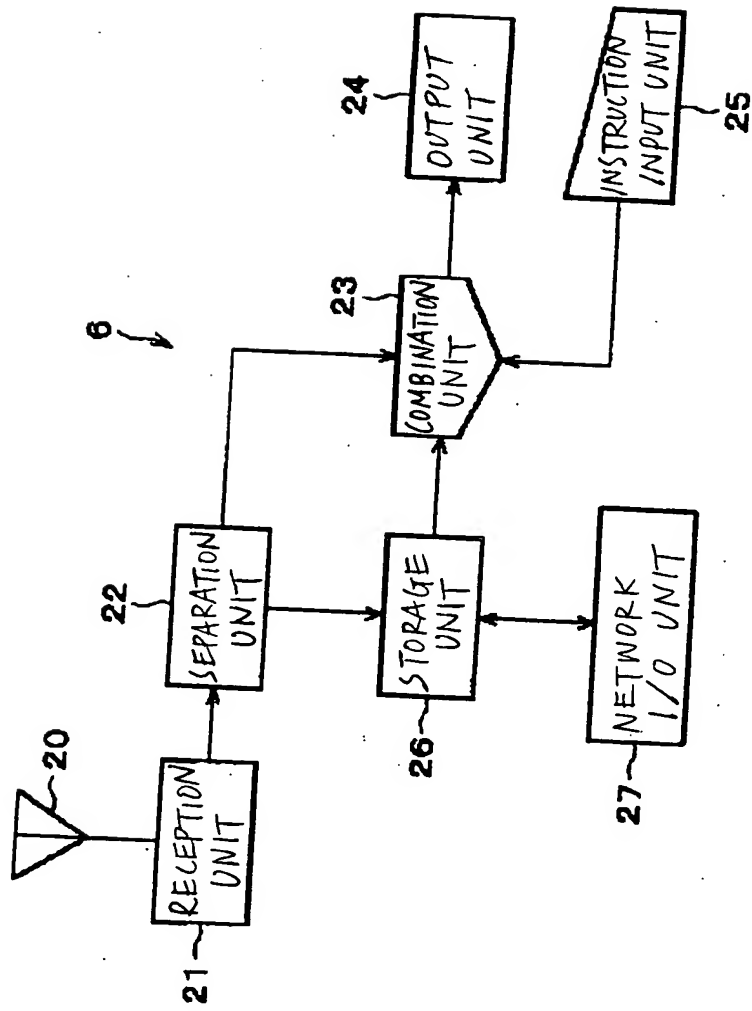 6
20
21
RECEPTION
UNIT
22
SEPARATION
UNIT
23
COMBINATION
UNIT
24
OUTPUT
UNIT
26
STORAGE
UNIT
27
NETWORK
I/O UNIT
INSTRUCTION
INPUT UNIT
25